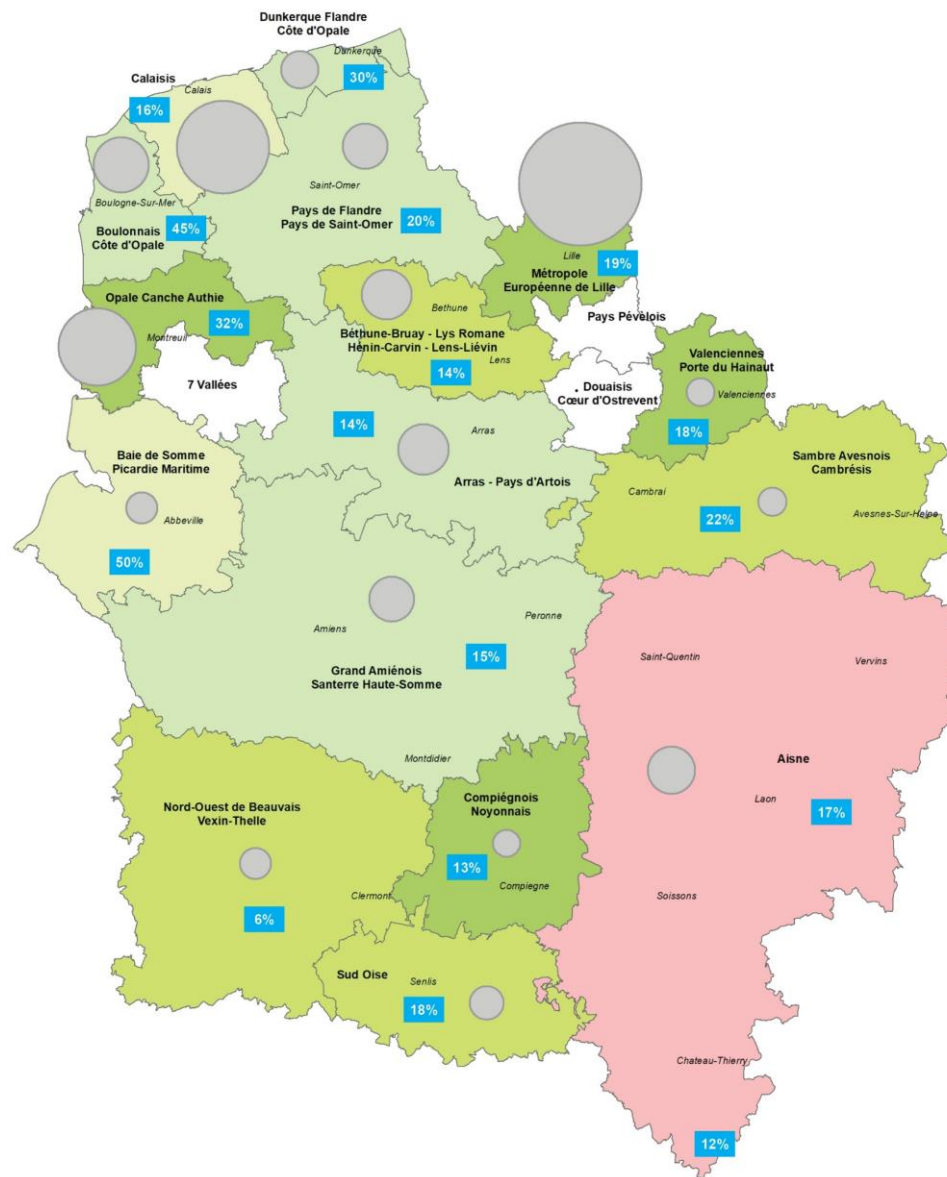 Dunkerque Flandre
Côte d'Opale
Dunkerque
30%
Calaisis
Calais
16%
Saint-Omer
Boulogne-Sur-Mer
Boulonnais
Côte d'Opale
45%
Pays de Flandre
Pays de Saint-Omer
20%
Lille
19%
Métropole
Européenne de Lille
Opale Canche Authie
32%
Montreuil
Bethune
Béthune-Bruay - Lys Romane
Hénin-Carvin - Lens-Liévin
Lens
14%
Pays Pévèlois
7 Vallées
Douaisis
Cœur d'Ostrevent
Valenciennes
Porte du Hainaut
Valenciennes
18%
14%
Arras
Arras - Pays d'Artois
Baie de Somme
Picardie Maritime
Abbeville
50%
Sambre Avesnois
Cambrésis
Cambrai
22%
Avesnes-Sur-Helpe
Amiens
Peronne
15%
Grand Amiénois
Santerre Haute-Somme
Montdidier
Saint-Quentin
Vervins
Aisne
Laon
17%
Nord-Ouest de Beauvais
Vexin-Thelle
Clermont
6%
Compiégnois
Noyonnais
13%
Compiegne
Soissons
Sud Oise
Senlis
18%
Chateau-Thierry
12%